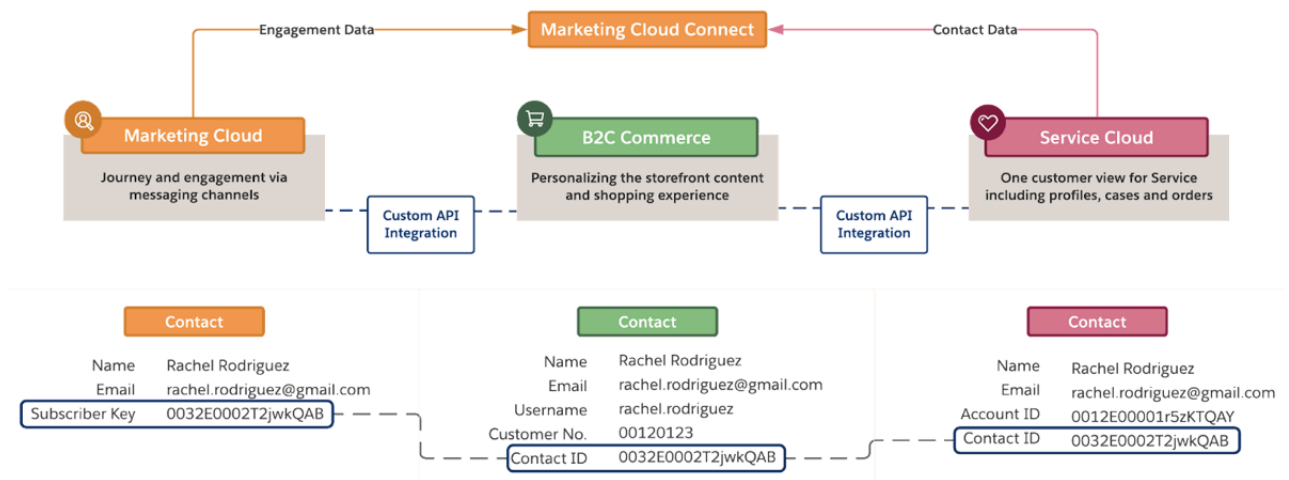 Engagement Data
Marketing Cloud Connect
Contact Data
Marketing Cloud
Journey and engagement via
messaging channels
Custom API
Integration
B2C Commerce
Personalizing the storefront content
and shopping experience
Custom API
Integration
Service Cloud
One customer view for Service
including profiles, cases and orders
Contact
Name Rachel Rodriguez
Email rachel.rodriguez@gmail.com
Subscriber Key 0032E0002T2jwkQAB
Contact
Name Rachel Rodriguez
Email rachel.rodriguez@gmail.com
Username rachel.rodriguez
Customer No. 00120123
Contact ID 0032E0002T2jwkQAB
Contact
Name Rachel Rodriguez
Email rachel.rodriguez@gmail.com
Account ID 0012E00001r5zKTQAY
Contact ID 0032E0002T2jwkQAB